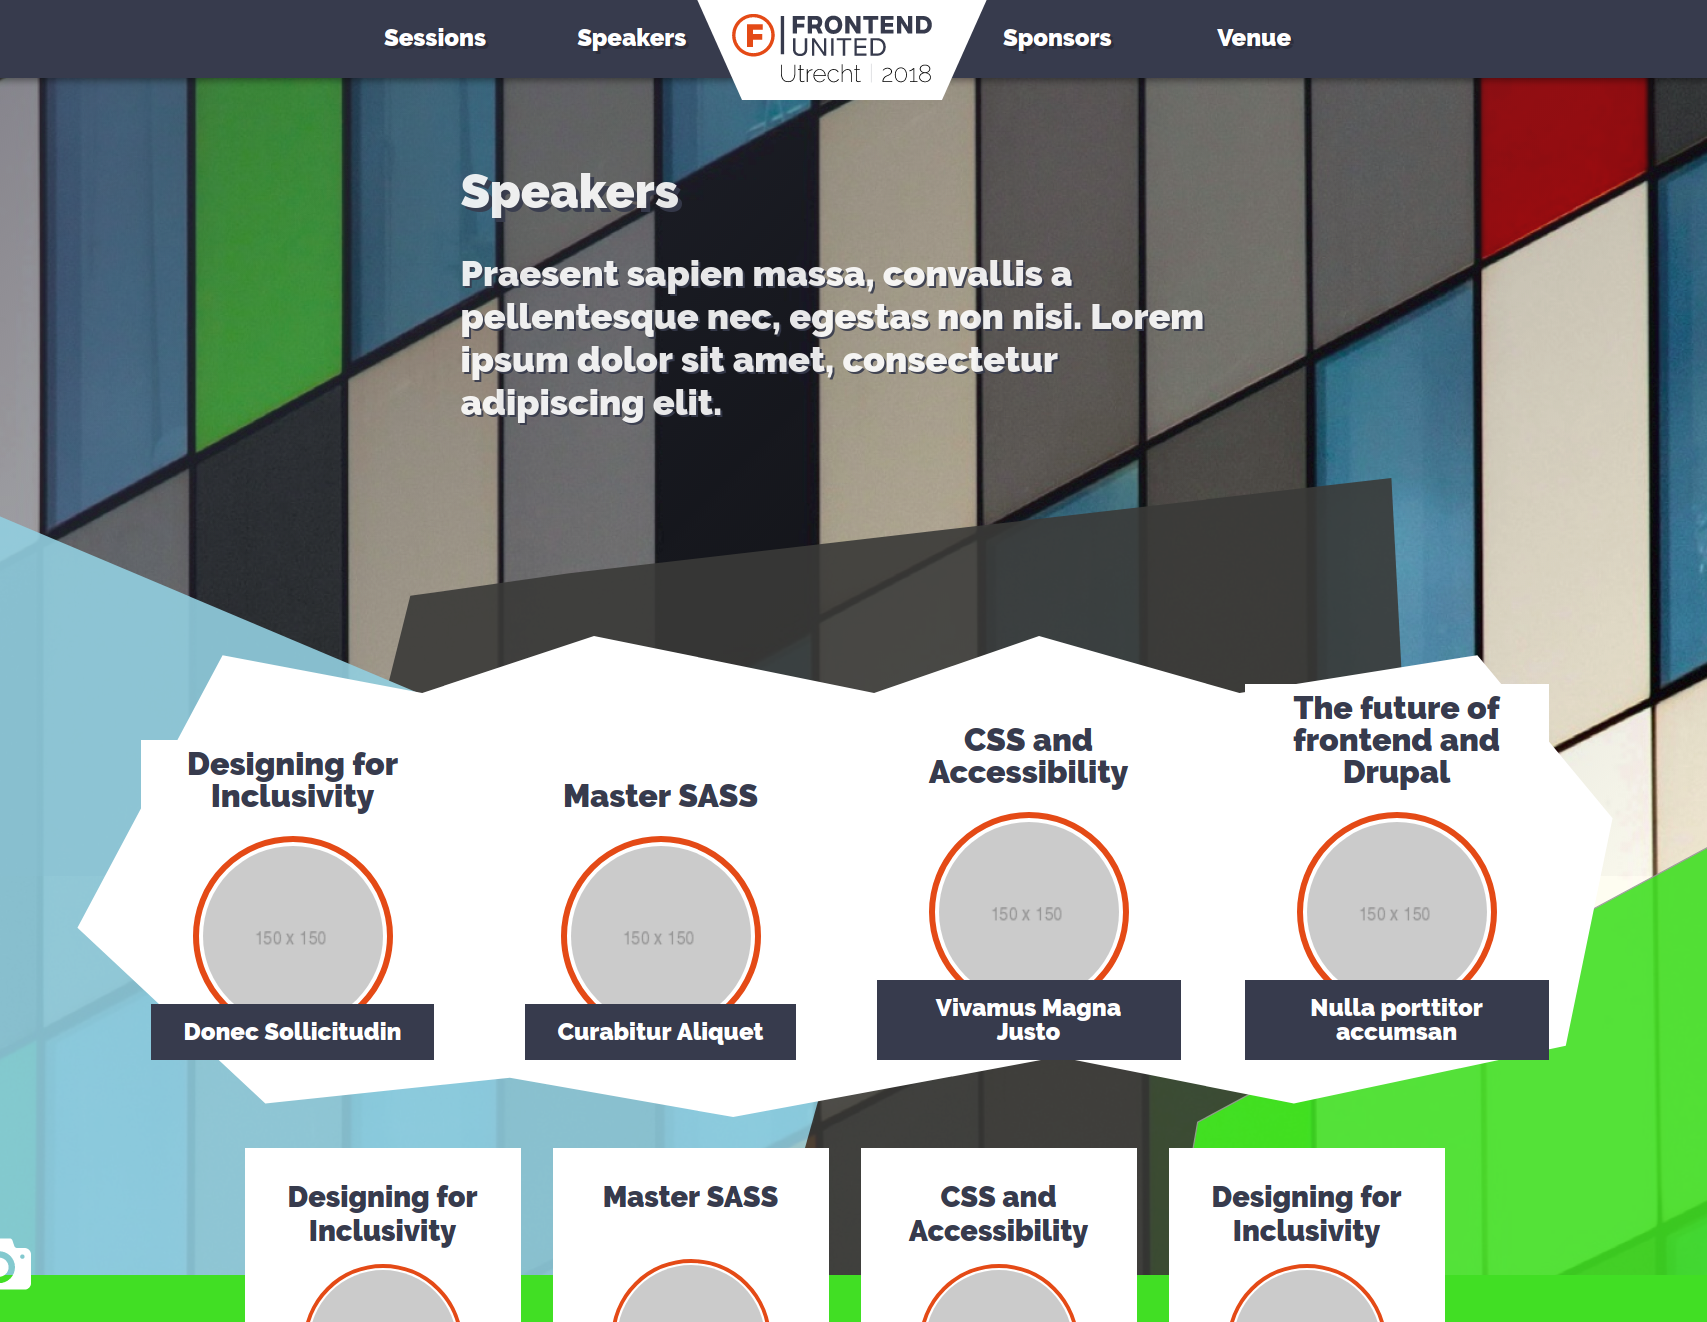 Sessions
Speakers
F FRONTEND
UNITED
Utrecht | 2018
Sponsors
Venue
Speakers
Praesent sapien massa, convallis a
pellentesque nec, egestas non nisi. Lorem
ipsum dolor sit amet, consectetur
adipiscing elit.
Designing for
Inclusivity
150 x 150
Donec Sollicitudin
Master SASS
150 x 150
Curabitur Aliquet
CSS and
Accessibility
150 x 150
Vivamus Magna
Justo
The future of
frontend and
Drupal
150 x 150
Nulla porttitor
accumsan
Designing for
Inclusivity
Master SASS
CSS and
Accessibility
Designing for
Inclusivity